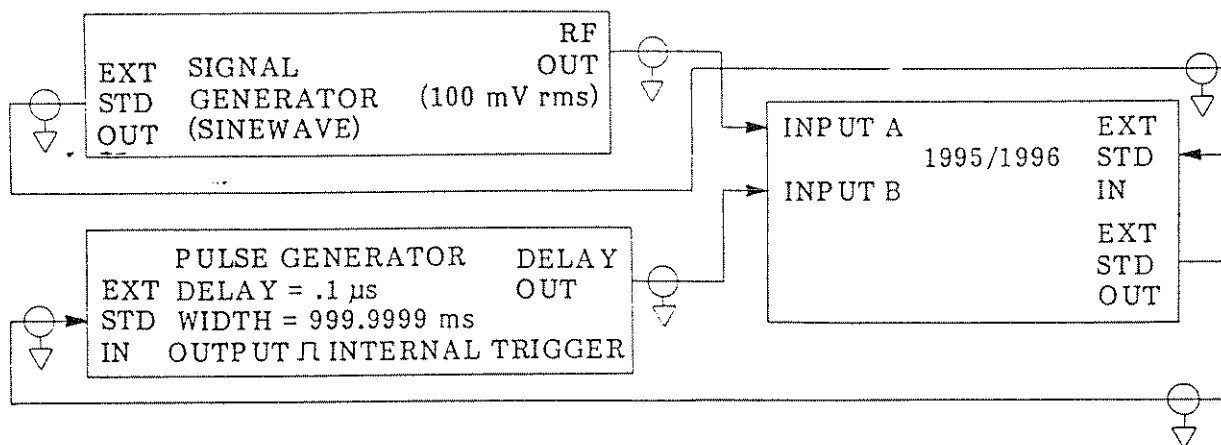 RF
EXT SIGNAL OUT
STD GENERATOR (100 mV rms)
OUT (SINEWAVE)
INPUT A EXT
1995/1996 STD
INPUT B IN
EXT
STD
OUT
PULSE GENERATOR DELAY
EXT DELAY = .1 µs OUT
STD WIDTH = 999.9999 ms
IN OUTPUT ⎍ INTERNAL TRIGGER